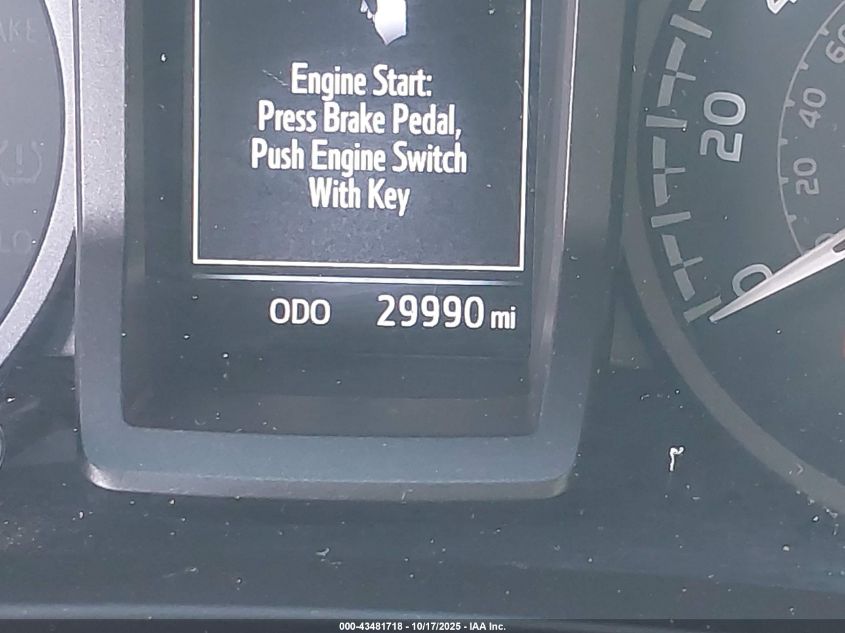 Engine Start:
Press Brake Pedal,
Push Engine Switch
With Key
ODO 29990 mi
20
0
60
40
20
000-43481718 - 10/17/2025 - IAA Inc.